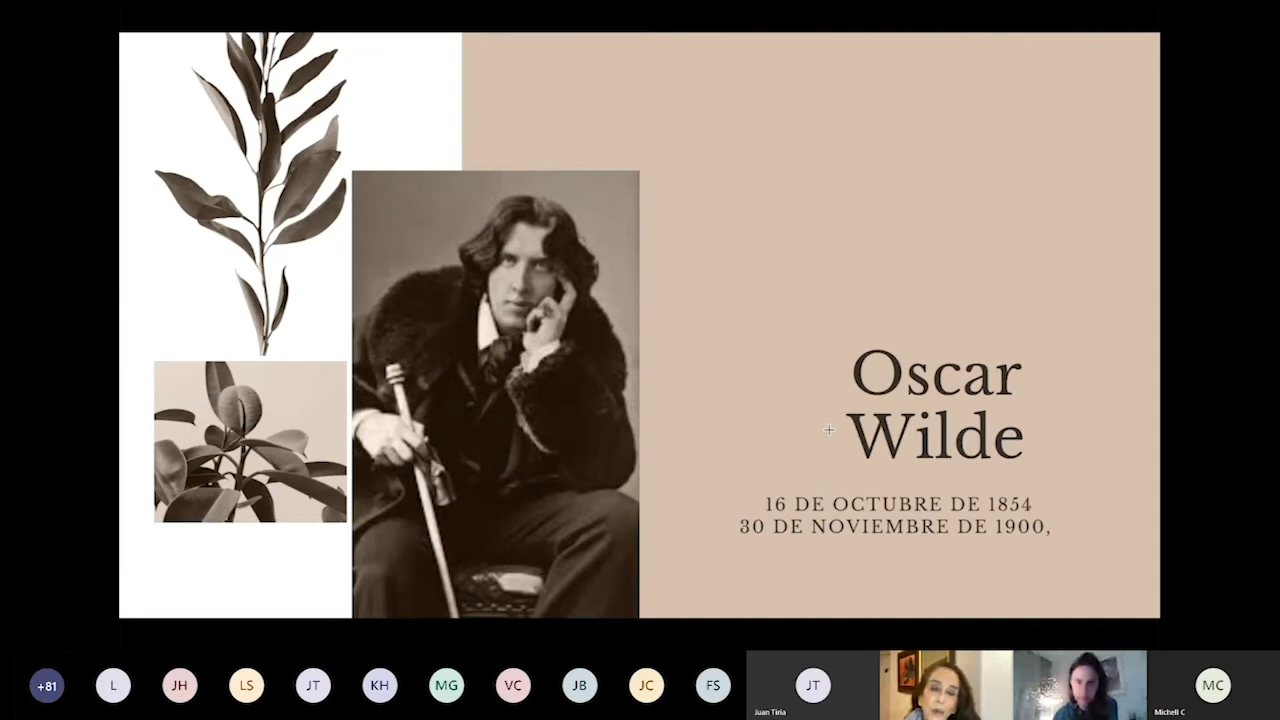 Oscar
Wilde
16 DE OCTUBRE DE 1854
30 DE NOVIEMBRE DE 1900,
+81
L
JH
LS
JT
KH
MG
VC
JB
JC
FS
JT
MC
Juan Tiria
Michell C